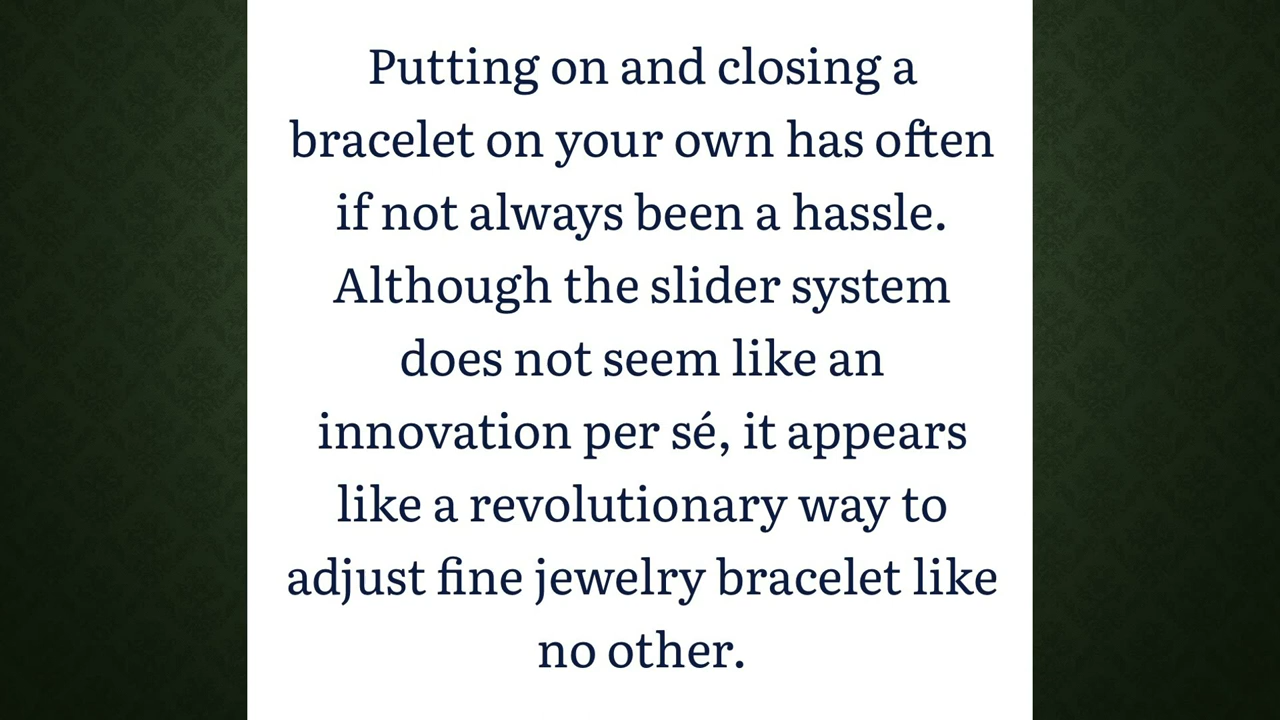 Putting on and closing a
bracelet on your own has often
if not always been a hassle.
Although the slider system
does not seem like an
innovation per sé, it appears
like a revolutionary way to
adjust fine jewelry bracelet like
no other.